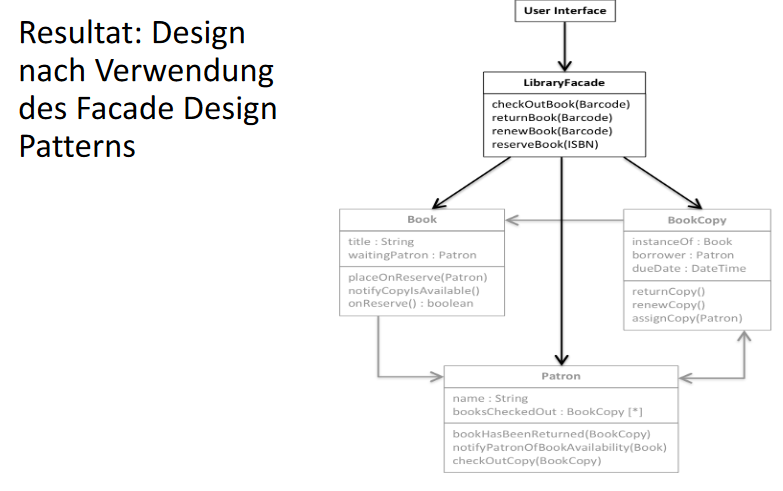 Resultat: Design
nach Verwendung
des Facade Design
Patterns
User Interface
LibraryFacade
checkOutBook(Barcode)
returnBook(Barcode)
renewBook(Barcode)
reserveBook(ISBN)
Book
title : String
waitingPatron : Patron
placeOnReserve(Patron)
notifyCopyIsAvailable()
onReserve() : boolean
BookCopy
instanceOf : Book
borrower : Patron
dueDate : DateTime
returnCopy()
renewCopy()
assignCopy(Patron)
Patron
name : String
booksCheckedOut : BookCopy [*]
bookHasBeenReturned(BookCopy)
notifyPatronOfBookAvailability(Book)
checkOutCopy(BookCopy)